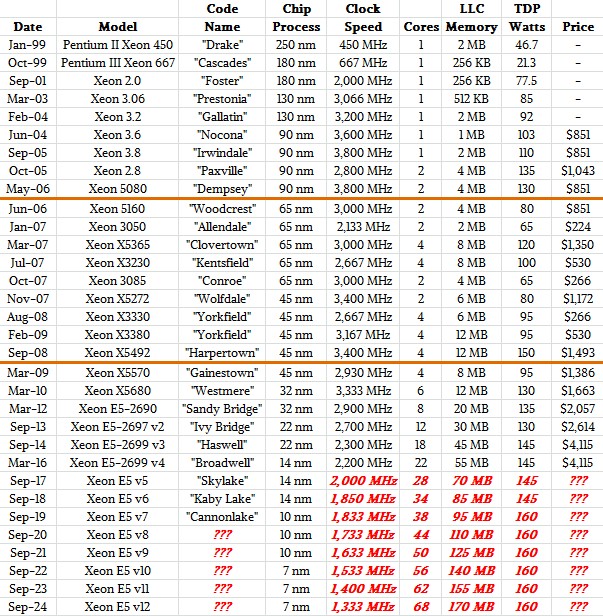 Code Chip Clock LLC TDP
Date Model Name Process Speed Cores Memory Watts Price
Jan-99 Pentium II Xeon 450 "Drake" 250 nm 450 MHz 1 2 MB 46.7 -
Oct-99 Pentium III Xeon 667 "Cascades" 180 nm 667 MHz 1 256 KB 21.3 -
Sep-01 Xeon 2.0 "Foster" 180 nm 2,000 MHz 1 256 KB 77.5 -
Mar-03 Xeon 3.06 "Prestonia" 130 nm 3,066 MHz 1 512 KB 85 -
Feb-04 Xeon 3.2 "Gallatin" 130 nm 3,200 MHz 1 2 MB 92 -
Jun-04 Xeon 3.6 "Nocona" 90 nm 3,600 MHz 1 1 MB 103 $851
Sep-05 Xeon 3.8 "Irwindale" 90 nm 3,800 MHz 1 2 MB 110 $851
Oct-05 Xeon 2.8 "Paxville" 90 nm 2,800 MHz 2 4 MB 135 $1,043
May-06 Xeon 5080 "Dempsey" 90 nm 3,800 MHz 2 4 MB 130 $851
Jun-06 Xeon 5160 "Woodcrest" 65 nm 3,000 MHz 2 4 MB 80 $851
Jan-07 Xeon 3050 "Allendale" 65 nm 2,133 MHz 2 2 MB 65 $224
Mar-07 Xeon X5365 "Clovertown" 65 nm 3,000 MHz 4 8 MB 120 $1,350
Jul-07 Xeon X3230 "Kentsfield" 65 nm 2,667 MHz 4 8 MB 100 $530
Oct-07 Xeon 3085 "Conroe" 65 nm 3,000 MHz 2 4 MB 65 $266
Nov-07 Xeon X5272 "Wolfdale" 45 nm 3,400 MHz 2 6 MB 80 $1,172
Aug-08 Xeon X3330 "Yorkfield" 45 nm 2,667 MHz 4 6 MB 95 $266
Feb-09 Xeon X3380 "Yorkfield" 45 nm 3,167 MHz 4 12 MB 95 $530
Sep-08 Xeon X5492 "Harpertown" 45 nm 3,400 MHz 4 12 MB 150 $1,493
Mar-09 Xeon X5570 "Gainestown" 45 nm 2,930 MHz 4 8 MB 95 $1,386
Mar-10 Xeon X5680 "Westmere" 32 nm 3,333 MHz 6 12 MB 130 $1,663
Mar-12 Xeon E5-2690 "Sandy Bridge" 32 nm 2,900 MHz 8 20 MB 135 $2,057
Sep-13 Xeon E5-2697 v2 "Ivy Bridge" 22 nm 2,700 MHz 12 30 MB 130 $2,614
Sep-14 Xeon E5-2699 v3 "Haswell" 22 nm 2,300 MHz 18 45 MB 145 $4,115
Mar-16 Xeon E5-2699 v4 "Broadwell" 14 nm 2,200 MHz 22 55 MB 145 $4,115
Sep-17 Xeon E5 v5 "Skylake" 14 nm 2,000 MHz 28 70 MB 145 ???
Sep-18 Xeon E5 v6 "Kaby Lake" 14 nm 1,850 MHz 34 85 MB 145 ???
Sep-19 Xeon E5 v7 "Cannonlake" 10 nm 1,833 MHz 38 95 MB 160 ???
Sep-20 Xeon E5 v8 ??? 10 nm 1,733 MHz 44 110 MB 160 ???
Sep-21 Xeon E5 v9 ??? 10 nm 1,633 MHz 50 125 MB 160 ???
Sep-22 Xeon E5 v10 ??? 7 nm 1,533 MHz 56 140 MB 160 ???
Sep-23 Xeon E5 v11 ??? 7 nm 1,400 MHz 62 155 MB 160 ???
Sep-24 Xeon E5 v12 ??? 7 nm 1,333 MHz 68 170 MB 160 ???